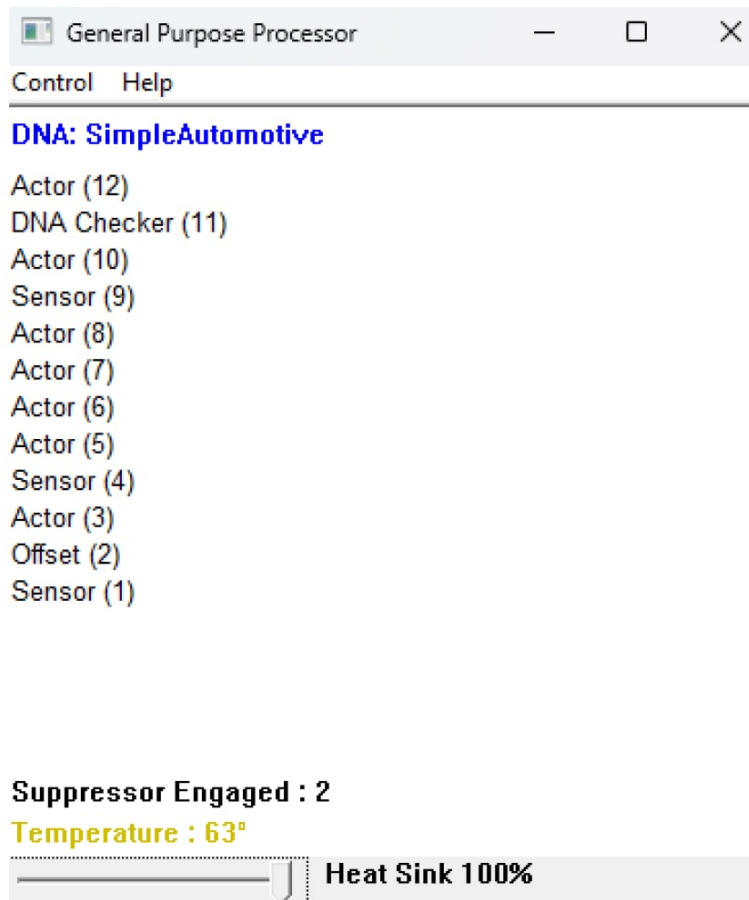 General Purpose Processor
Control Help
DNA: SimpleAutomotive
Actor (12)
DNA Checker (11)
Actor (10)
Sensor (9)
Actor (8)
Actor (7)
Actor (6)
Actor (5)
Sensor (4)
Actor (3)
Offset (2)
Sensor (1)
Suppressor Engaged : 2
Temperature : 63°
Heat Sink 100%